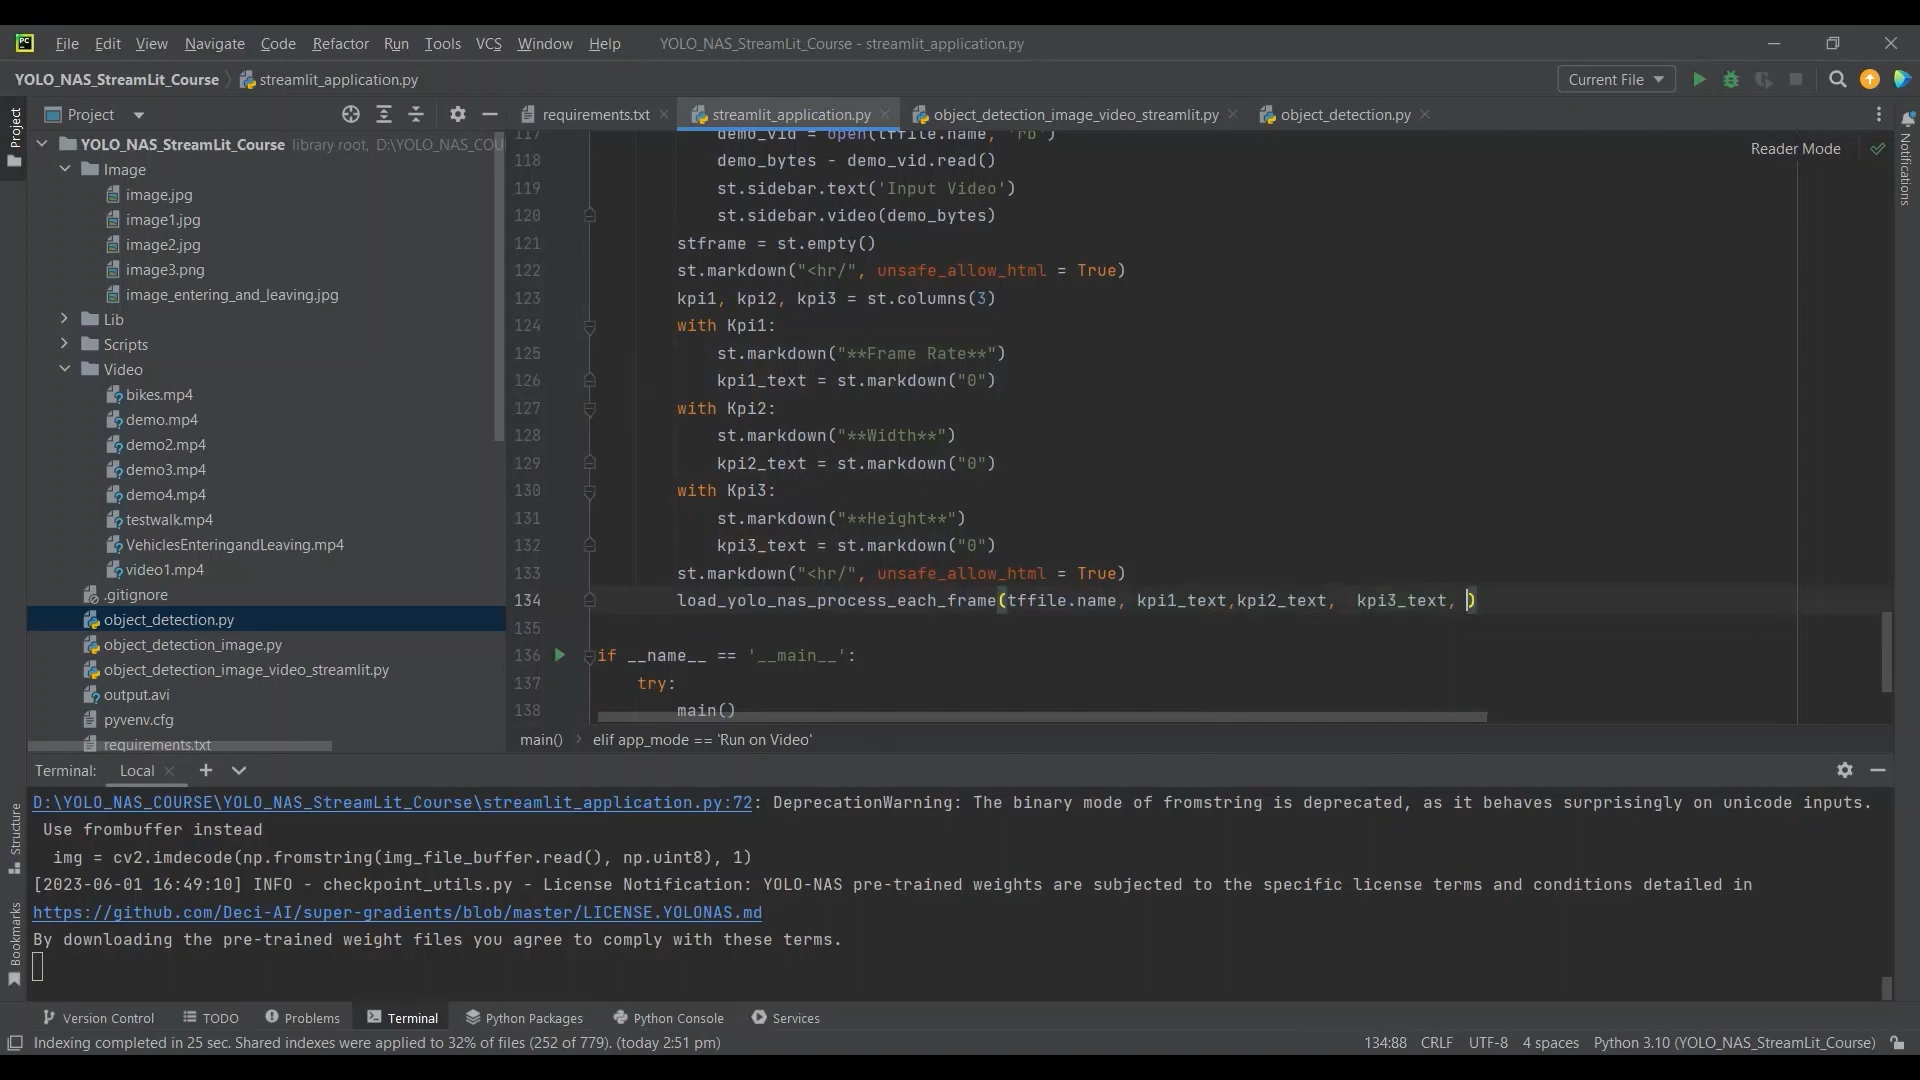 File Edit View Navigate Code Refactor Run Tools VCS Window Help YOLO_NAS_StreamLit_Course - streamlit_application.py
YOLO_NAS_StreamLit_Course streamlit_application.py Current File
Project
Project
YOLO_NAS_StreamLit_Course library root, D:\YOLO_NAS_COU
Image
image.jpg
image1.jpg
image2.jpg
image3.png
image_entering_and_leaving.jpg
Lib
Scripts
Video
bikes.mp4
demo.mp4
demo2.mp4
demo3.mp4
demo4.mp4
testwalk.mp4
VehiclesEnteringandLeaving.mp4
video1.mp4
.gitignore
object_detection.py
object_detection_image.py
object_detection_image_video_streamlit.py
output.avi
pyvenv.cfg
requirements.txt
requirements.txt streamlit_application.py object_detection_image_video_streamlit.py object_detection.py
Reader Mode
Notifications
117 demo_vid = open(tffile.name, 'rb')
118 demo_bytes - demo_vid.read()
119 st.sidebar.text('Input Video')
120 st.sidebar.video(demo_bytes)
121 stframe = st.empty()
122 st.markdown("<hr/", unsafe_allow_html = True)
123 kpi1, kpi2, kpi3 = st.columns(3)
124 with Kpi1:
125 st.markdown("**Frame Rate**")
126 kpi1_text = st.markdown("0")
127 with Kpi2:
128 st.markdown("**Width**")
129 kpi2_text = st.markdown("0")
130 with Kpi3:
131 st.markdown("**Height**")
132 kpi3_text = st.markdown("0")
133 st.markdown("<hr/", unsafe_allow_html = True)
134 load_yolo_nas_process_each_frame(tffile.name, kpi1_text,kpi2_text,  kpi3_text, )
135
136 if __name__ == '__main__':
137 try:
138 main()
main() elif app_mode == 'Run on Video'
Terminal: Local
D:\YOLO_NAS_COURSE\YOLO_NAS_StreamLit_Course\streamlit_application.py:72: DeprecationWarning: The binary mode of fromstring is deprecated, as it behaves surprisingly on unicode inputs.
Use frombuffer instead
img = cv2.imdecode(np.fromstring(img_file_buffer.read(), np.uint8), 1)
[2023-06-01 16:49:10] INFO - checkpoint_utils.py - License Notification: YOLO-NAS pre-trained weights are subjected to the specific license terms and conditions detailed in
https://github.com/Deci-AI/super-gradients/blob/master/LICENSE.YOLONAS.md
By downloading the pre-trained weight files you agree to comply with these terms.
Structure
Bookmarks
Version Control TODO Problems Terminal Python Packages Python Console Services
Indexing completed in 25 sec. Shared indexes were applied to 32% of files (252 of 779). (today 2:51 pm) 134:88 CRLF UTF-8 4 spaces Python 3.10 (YOLO_NAS_StreamLit_Course)